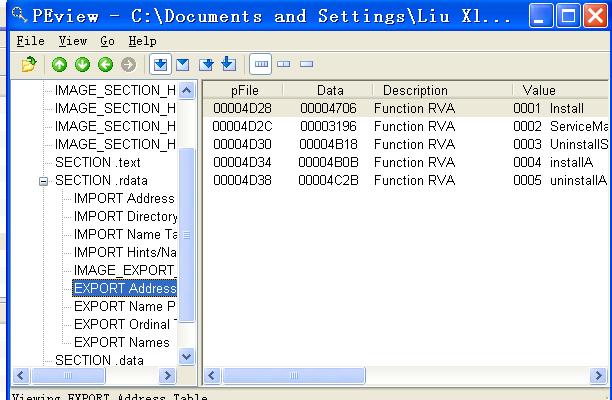 PEview - C:\Documents and Settings\Liu Xl...
File View Go Help
pFile Data Description Value
IMAGE_SECTION_H
IMAGE_SECTION_H
IMAGE_SECTION_H
IMAGE_SECTION_H
SECTION .text
SECTION .rdata
IMPORT Address
IMPORT Directory
IMPORT Name Ta
IMPORT Hints/Na
IMAGE_EXPORT_
EXPORT Address
EXPORT Name P
EXPORT Ordinal T
EXPORT Names
SECTION .data
00004D28 00004706 Function RVA 0001 Install
00004D2C 00003196 Function RVA 0002 ServiceMa
00004D30 00004B18 Function RVA 0003 UninstallS
00004D34 00004B0B Function RVA 0004 installA
00004D38 00004C2B Function RVA 0005 uninstallA
Viewing EXPORT Address Table